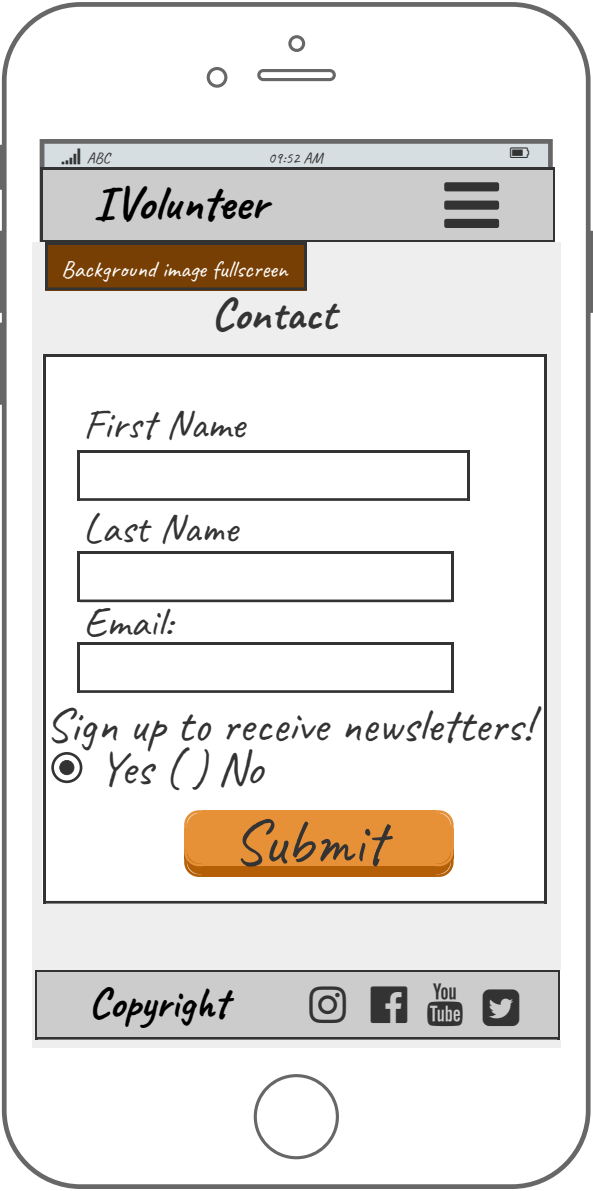 ABC 09:52 AM
IVolunteer
Background image fullscreen
Contact
First Name
Last Name
Email:
Sign up to receive newsletters!
Yes ( ) No
Submit
Copyright You Tube